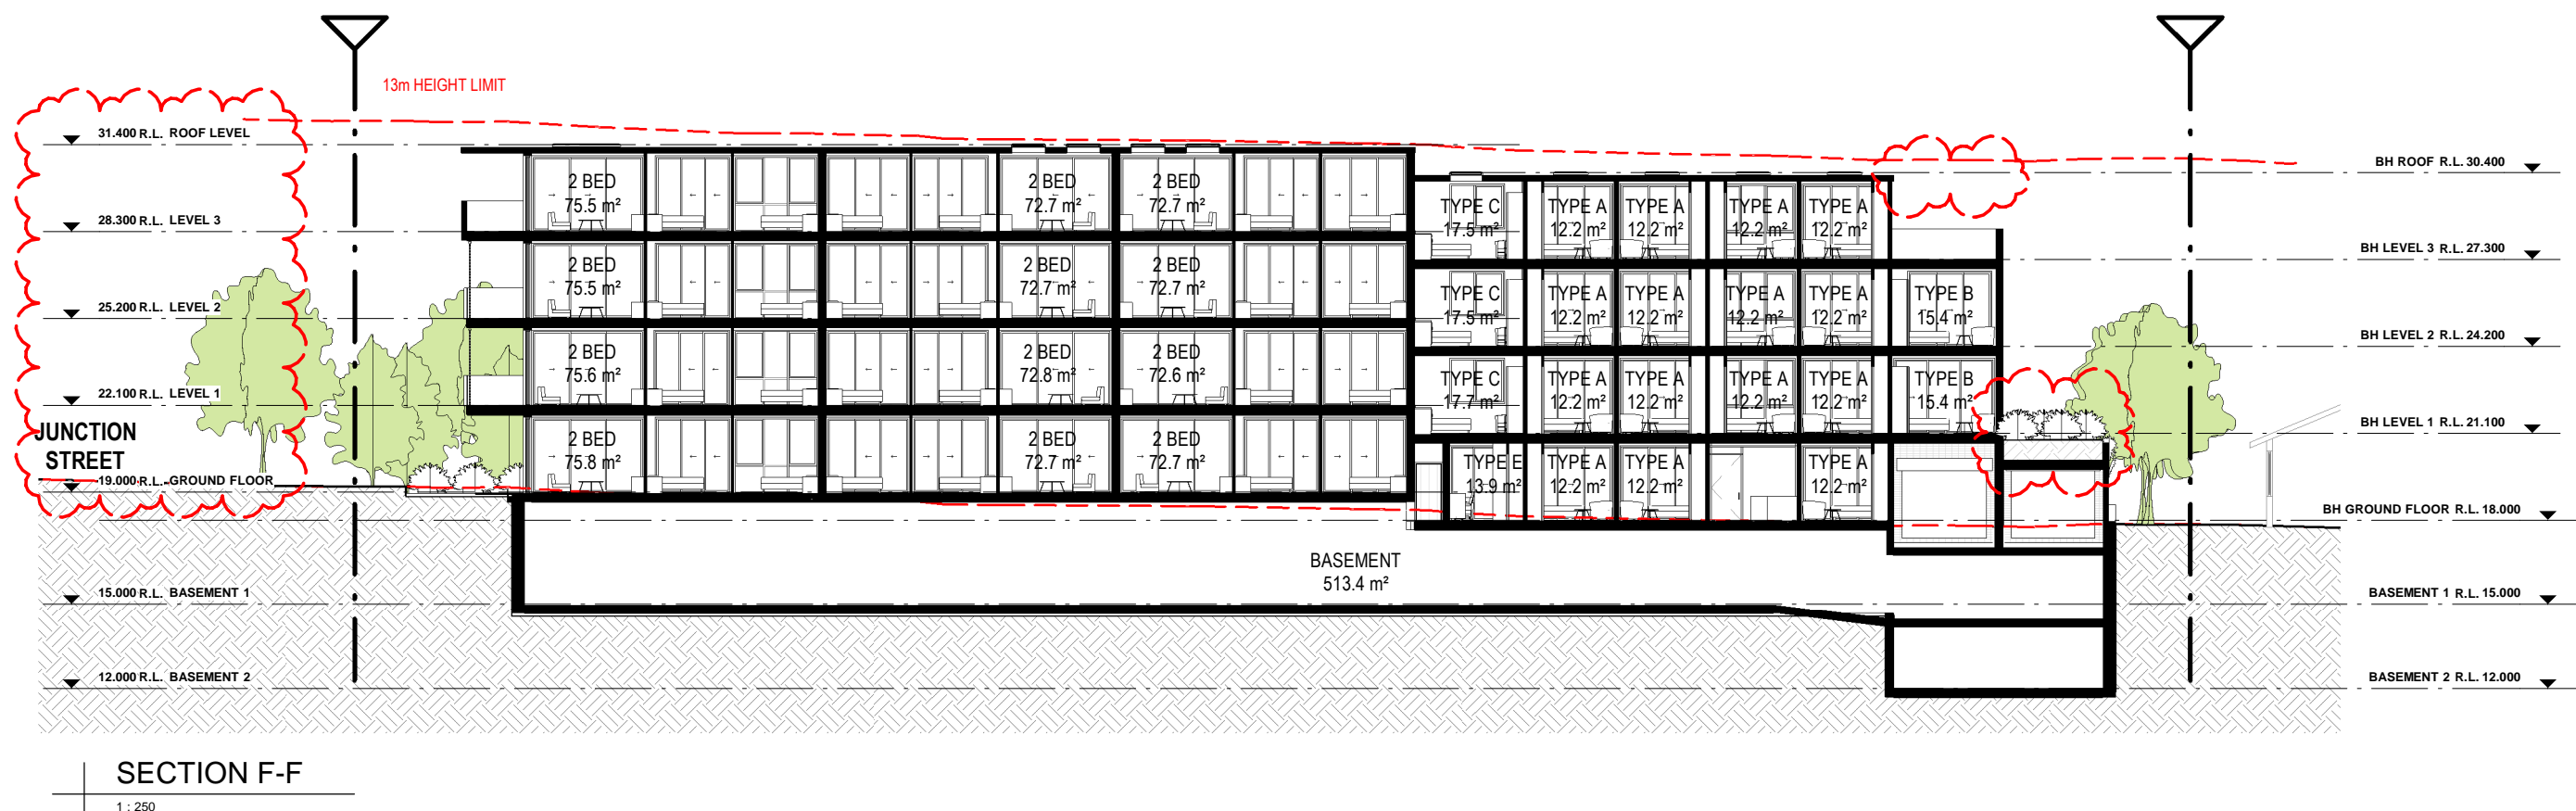 13m HEIGHT LIMIT
31.400 R.L. ROOF LEVEL
28.300 R.L. LEVEL 3
25.200 R.L. LEVEL 2
22.100 R.L. LEVEL 1
JUNCTION
STREET
19.000 R.L. GROUND FLOOR
15.000 R.L. BASEMENT 1
12.000 R.L. BASEMENT 2
2 BED
75.5 m²
2 BED
72.7 m²
2 BED
72.7 m²
2 BED
75.5 m²
2 BED
72.7 m²
2 BED
72.7 m²
2 BED
75.6 m²
2 BED
72.8 m²
2 BED
72.6 m²
2 BED
75.8 m²
2 BED
72.7 m²
2 BED
72.7 m²
TYPE C
17.5 m²
TYPE A
12.2 m²
TYPE A
12.2 m²
TYPE A
12.2 m²
TYPE A
12.2 m²
TYPE C
17.5 m²
TYPE A
12.2 m²
TYPE A
12.2 m²
TYPE A
12.2 m²
TYPE A
12.2 m²
TYPE B
15.4 m²
TYPE C
17.7 m²
TYPE A
12.2 m²
TYPE A
12.2 m²
TYPE A
12.2 m²
TYPE A
12.2 m²
TYPE B
15.4 m²
TYPE E
13.9 m²
TYPE A
12.2 m²
TYPE A
12.2 m²
TYPE A
12.2 m²
BASEMENT
513.4 m²
BH ROOF R.L. 30.400
BH LEVEL 3 R.L. 27.300
BH LEVEL 2 R.L. 24.200
BH LEVEL 1 R.L. 21.100
BH GROUND FLOOR R.L. 18.000
BASEMENT 1 R.L. 15.000
BASEMENT 2 R.L. 12.000
SECTION F-F
1 : 250